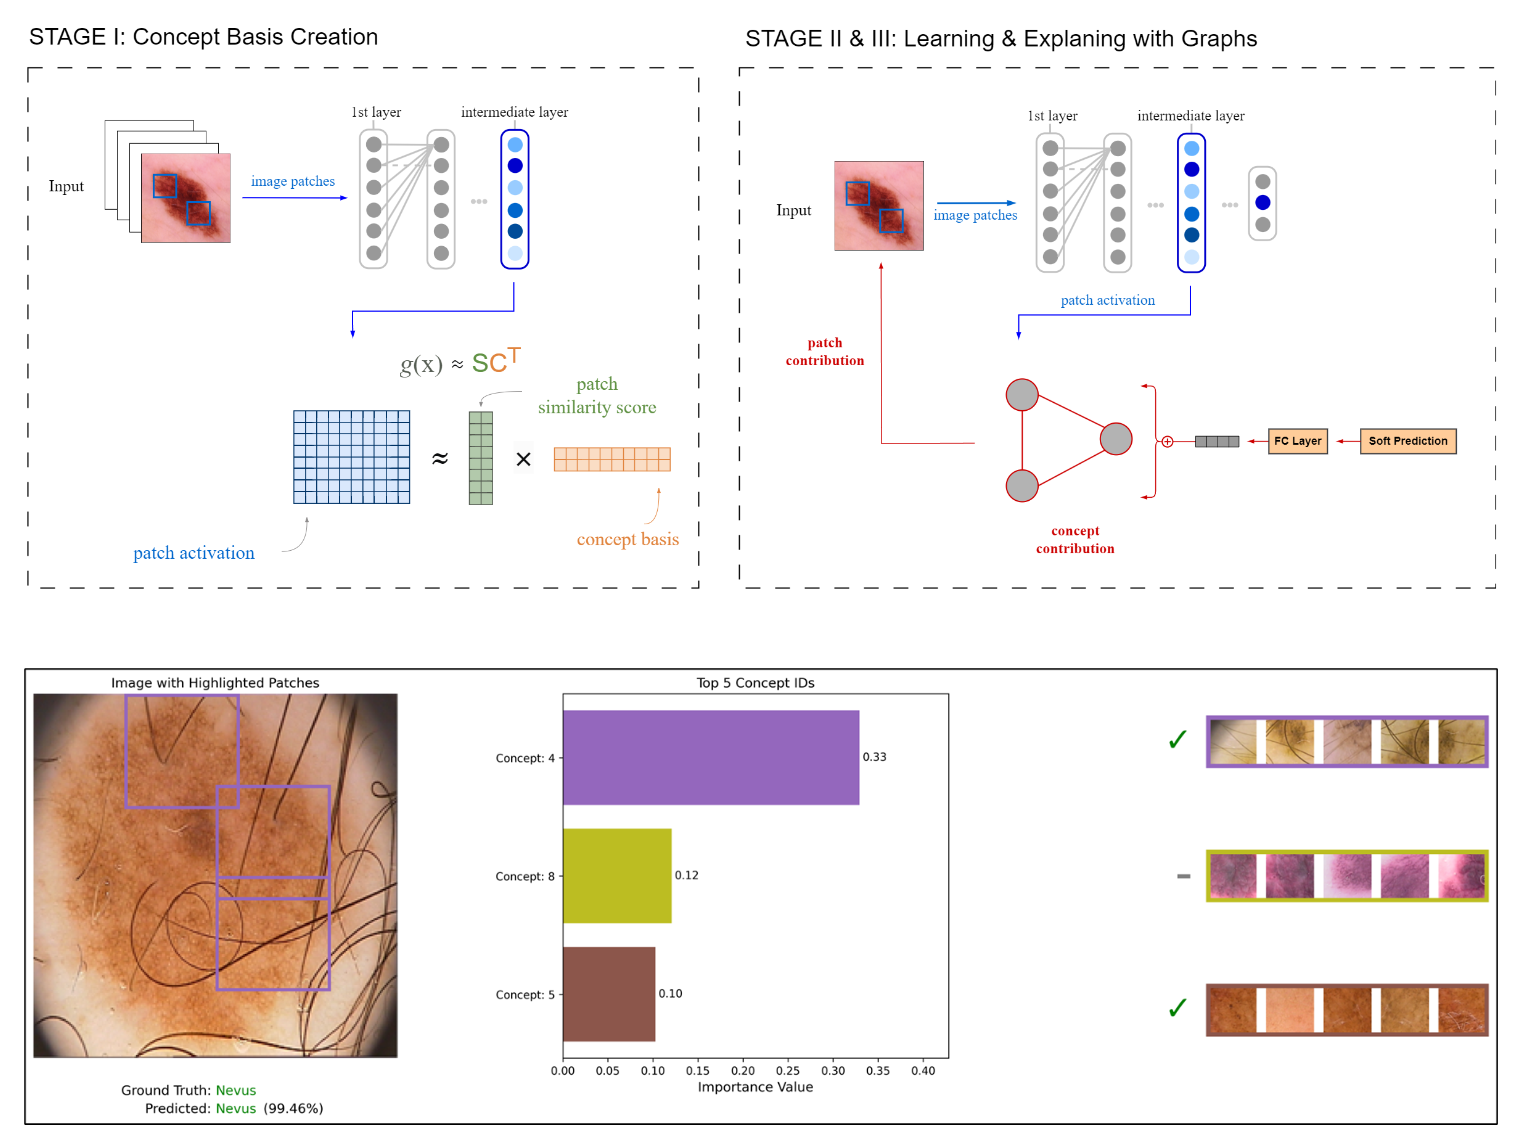 STAGE I: Concept Basis Creation
1st layer
intermediate layer
Input
image patches
g(x) ≈ SCᵀ
patch
similarity score
≈
×
patch activation
concept basis
STAGE II & III: Learning & Explaning with Graphs
1st layer
intermediate layer
Input
image patches
patch activation
patch
contribution
FC Layer
Soft Prediction
concept
contribution
Image with Highlighted Patches
Ground Truth: Nevus
Predicted: Nevus (99.46%)
Top 5 Concept IDs
Concept: 4
0.33
Concept: 8
0.12
Concept: 5
0.10
0.00 0.05 0.10 0.15 0.20 0.25 0.30 0.35 0.40
Importance Value